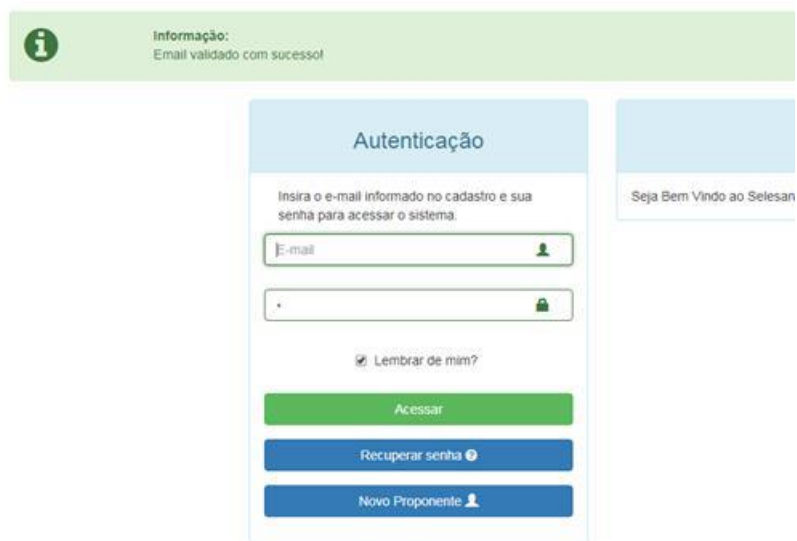 Informação:
Email validado com sucesso!
Autenticação
Insira o e-mail informado no cadastro e sua
senha para acessar o sistema.
E-mail
Lembrar de mim?
Acessar
Recuperar senha
Novo Proponente
Seja Bem Vindo ao Selesan